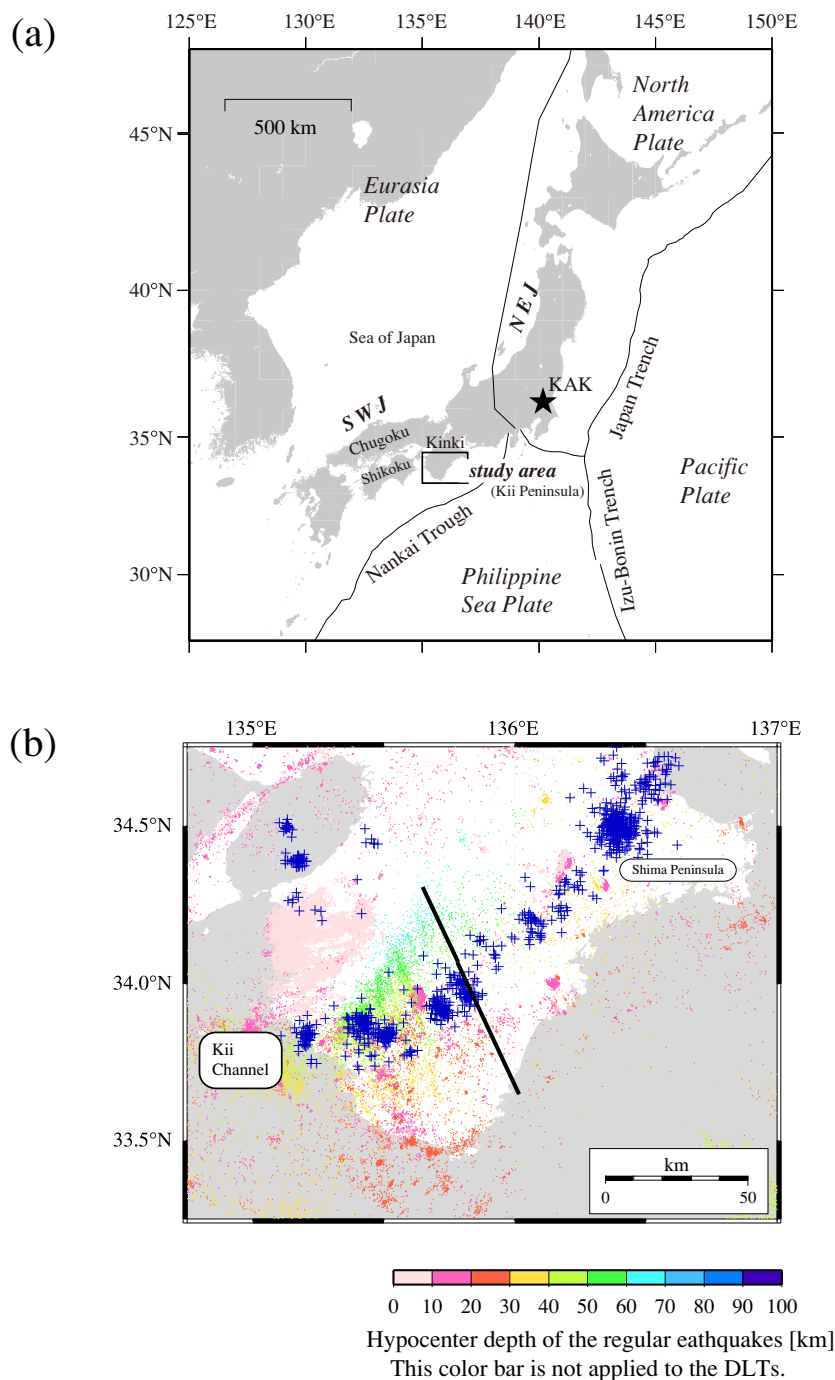 (a)
125°E 130°E 135°E 140°E 145°E 150°E
North
America
Plate
500 km
45°N
Eurasia
Plate
40°N
NEJ
Sea of Japan
KAK
Japan Trench
SWJ
35°N
Chugoku
Kinki
Shikoku
study area
(Kii Peninsula)
Pacific
Plate
Nankai Trough
Izu-Bonin Trench
30°N
Philippine
Sea Plate
(b)
135°E 136°E 137°E
34.5°N
Shima Peninsula
34.0°N
Kii
Channel
33.5°N
km
0 50
0 10 20 30 40 50 60 70 80 90 100
Hypocenter depth of the regular eathquakes [km]
This color bar is not applied to the DLTs.